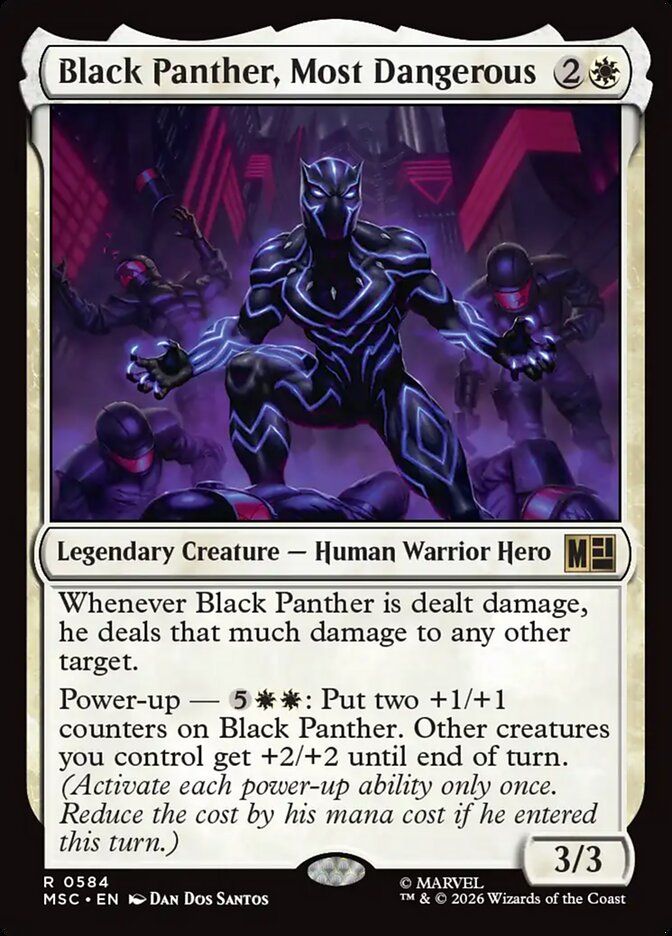 Black Panther, Most Dangerous 2
Legendary Creature — Human Warrior Hero M
Whenever Black Panther is dealt damage,
he deals that much damage to any other
target.
Power-up — 5: Put two +1/+1
counters on Black Panther. Other creatures
you control get +2/+2 until end of turn.
(Activate each power-up ability only once.
Reduce the cost by his mana cost if he entered
this turn.)
3/3
R 0584
MSC • EN Dan Dos Santos
© MARVEL
™ & © 2026 Wizards of the Coast